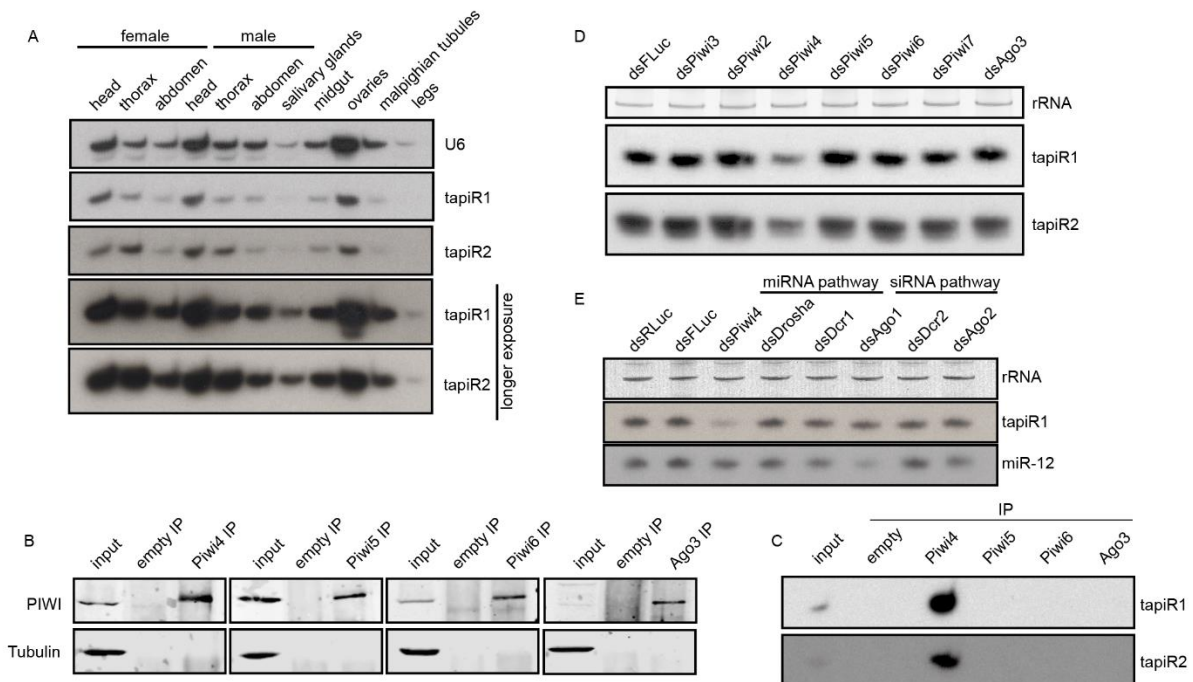 A
female male
head thorax abdomen head thorax abdomen salivary glands midgut ovaries malpighian tubules legs
U6
tapiR1
tapiR2
tapiR1
tapiR2
longer exposure
D
dsFLuc dsPiwi3 dsPiwi2 dsPiwi4 dsPiwi5 dsPiwi6 dsPiwi7 dsAgo3
rRNA
tapiR1
tapiR2
E
miRNA pathway siRNA pathway
dsRLuc dsFLuc dsPiwi4 dsDrosha dsDcr1 dsAgo1 dsDcr2 dsAgo2
rRNA
tapiR1
miR-12
B
input empty IP Piwi4 IP input empty IP Piwi5 IP input empty IP Piwi6 IP input empty IP Ago3 IP
PIWI
Tubulin
C
IP
input empty Piwi4 Piwi5 Piwi6 Ago3
tapiR1
tapiR2